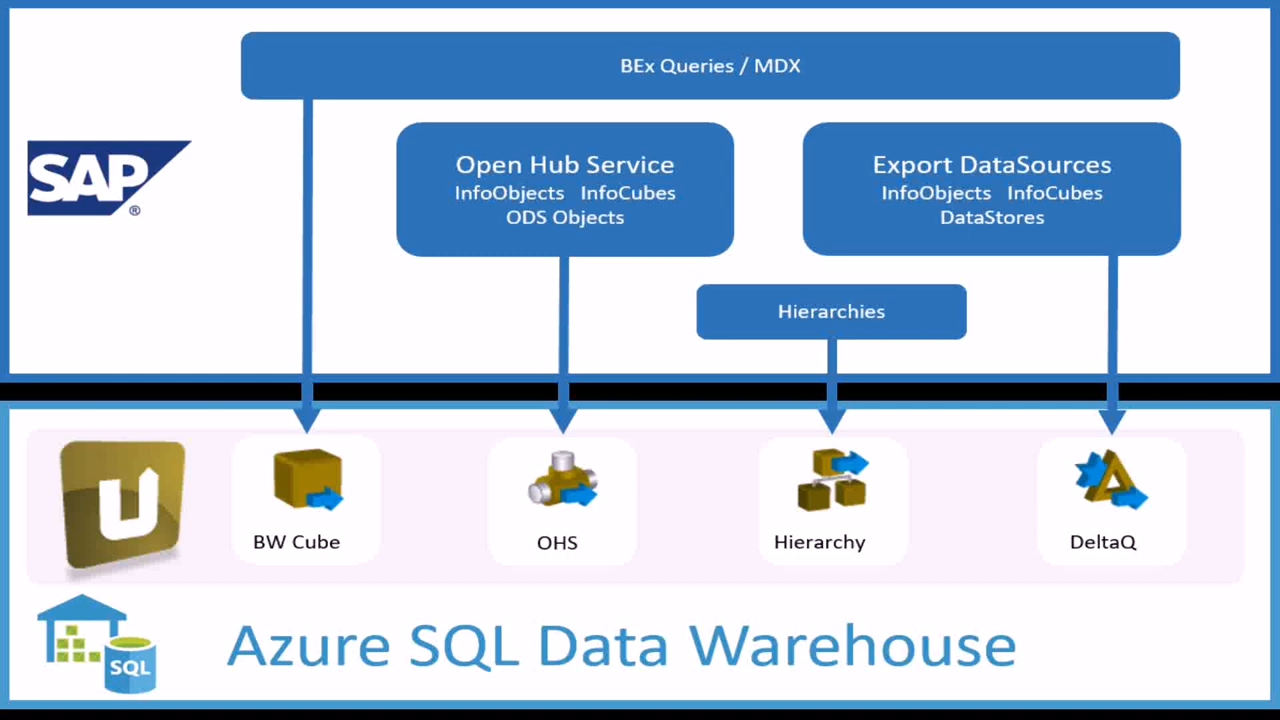 BEx Queries / MDX
SAP
®
Open Hub Service
InfoObjects InfoCubes
ODS Objects
Export DataSources
InfoObjects InfoCubes
DataStores
Hierarchies
U
BW Cube
OHS
Hierarchy
DeltaQ
SQL
Azure SQL Data Warehouse